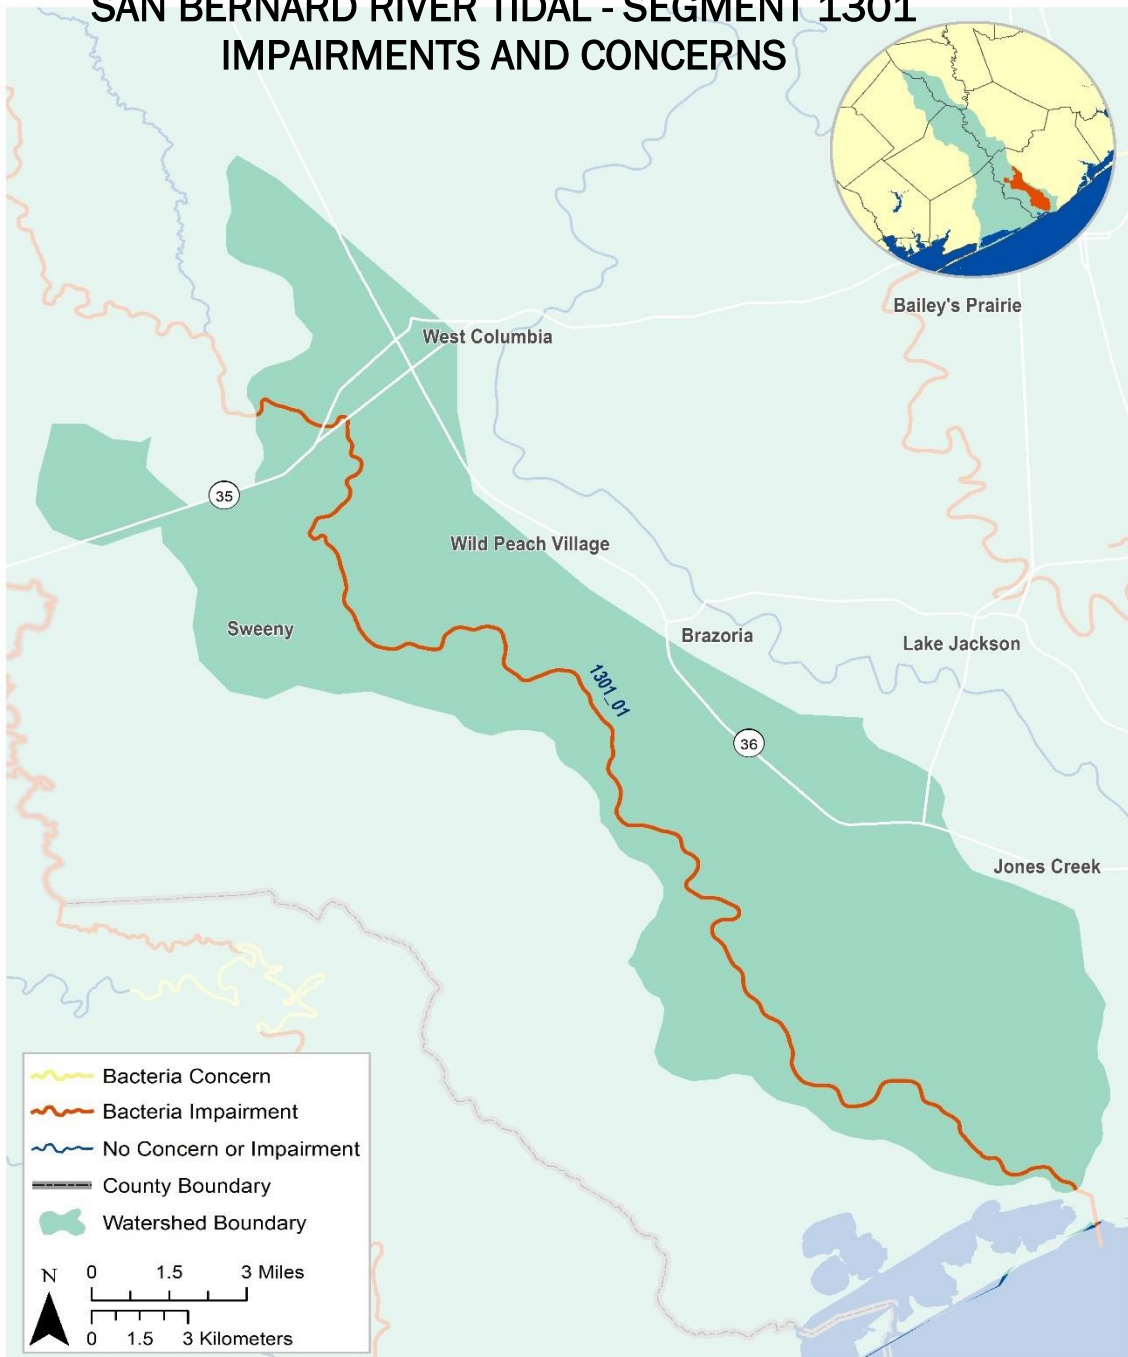 SAN BERNARD RIVER TIDAL - SEGMENT 1301
IMPAIRMENTS AND CONCERNS
Bailey's Prairie
West Columbia
35
Wild Peach Village
Sweeny
Brazoria
Lake Jackson
1301_01
36
Jones Creek
Bacteria Concern
Bacteria Impairment
No Concern or Impairment
County Boundary
Watershed Boundary
N
0 1.5 3 Miles
0 1.5 3 Kilometers